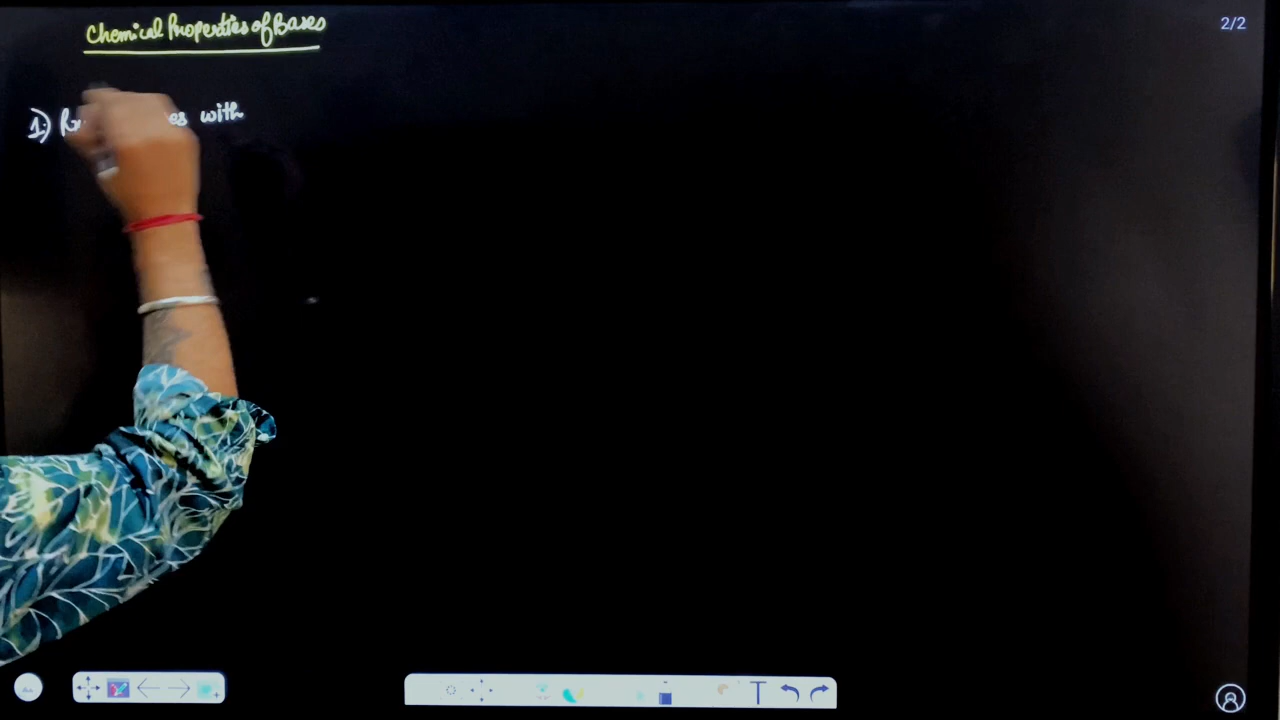 Chemical Properties of Bases
2/2
1.) with
T